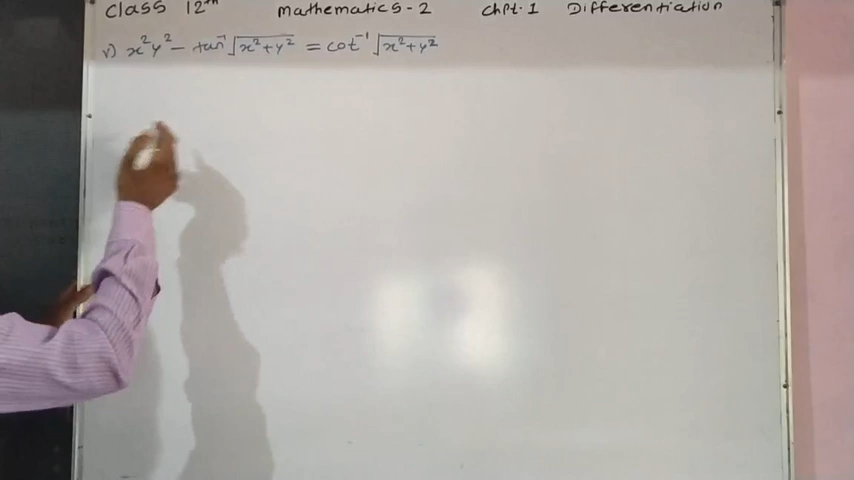 Class 12th Mathematics-2 Chpt.1 Differentiation
v) x²y² - tan⁻¹ √x²+y² = cot⁻¹ √x²+y²